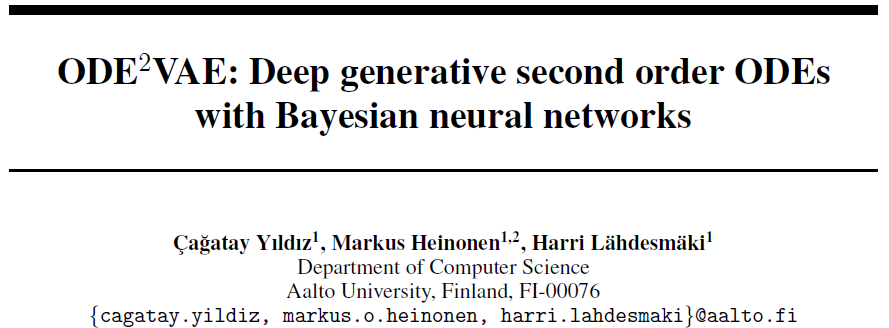 ODE²VAE: Deep generative second order ODEs
with Bayesian neural networks
Çağatay Yıldız¹, Markus Heinonen¹,², Harri Lähdesmäki¹
Department of Computer Science
Aalto University, Finland, FI-00076
{cagatay.yildiz, markus.o.heinonen, harri.lahdesmaki}@aalto.fi